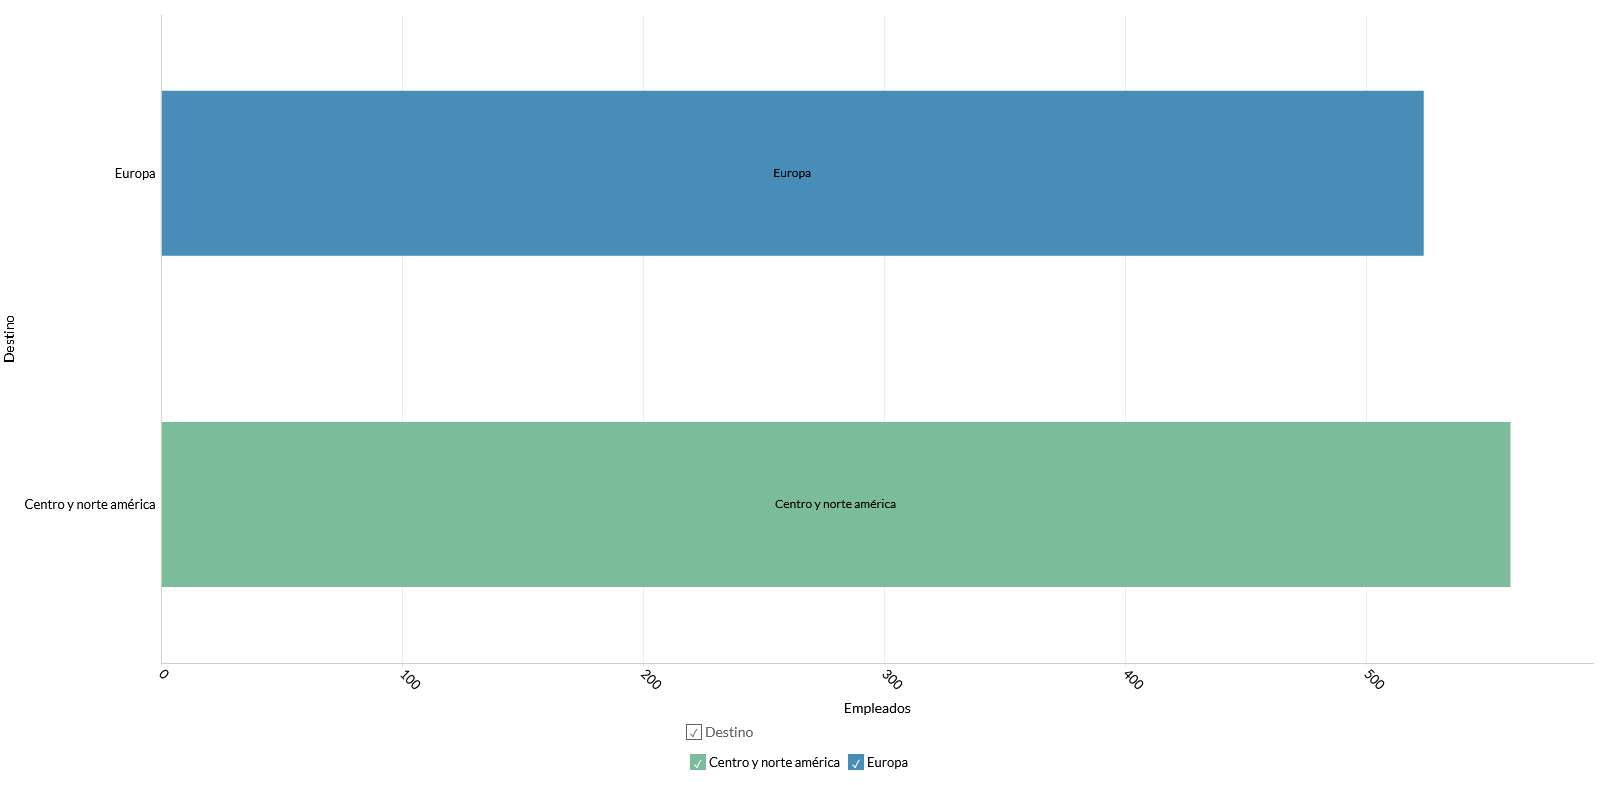 Europa
Europa
Destino
Centro y norte américa
Centro y norte américa
0
100
200
300
400
500
Empleados
Destino
Centro y norte américa
Europa